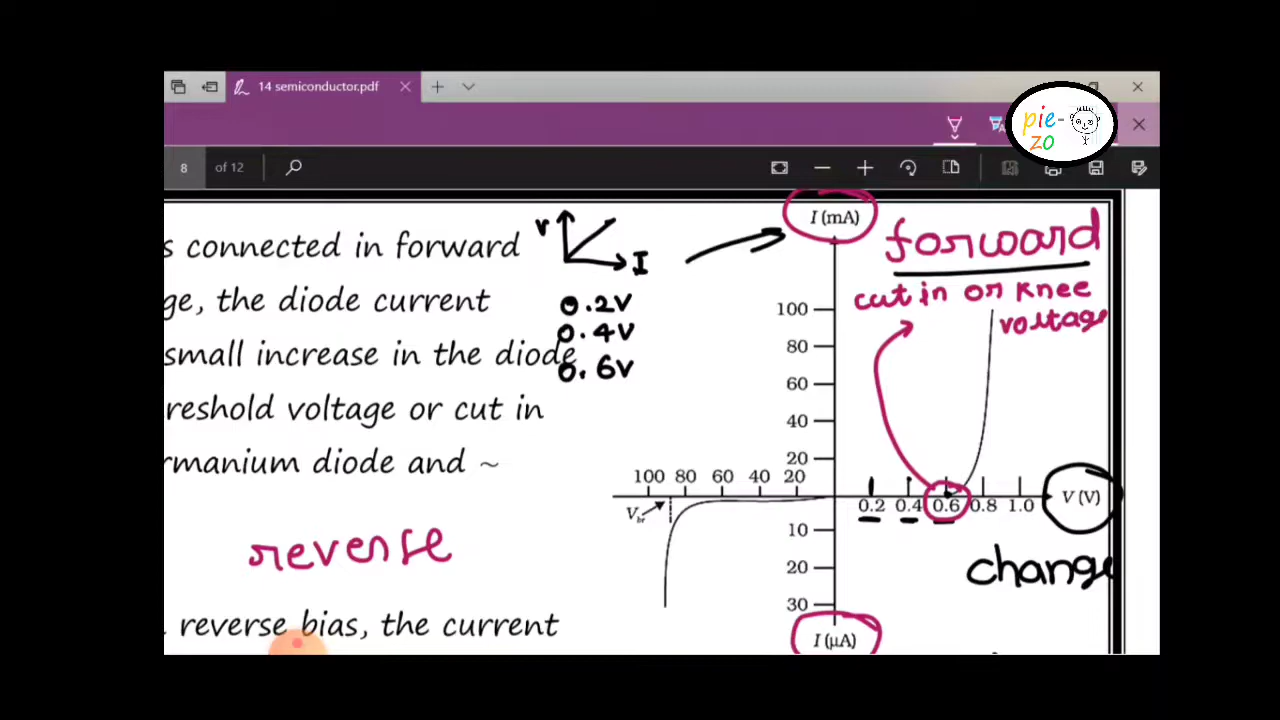 14 semiconductor.pdf
pie-
zo
8 of 12
I (mA)
s connected in forward
V
I
forward
ge, the diode current
0.2V
cut in or knee
voltage
100
0.4V
small increase in the diode
80
0.6V
60
reshold voltage or cut in
40
rmanium diode and ~
20
100 80 60 40 20
0.2 0.4 0.6 0.8 1.0
V (V)
Vbr
10
reverse
change
20
30
reverse bias, the current
I (μA)